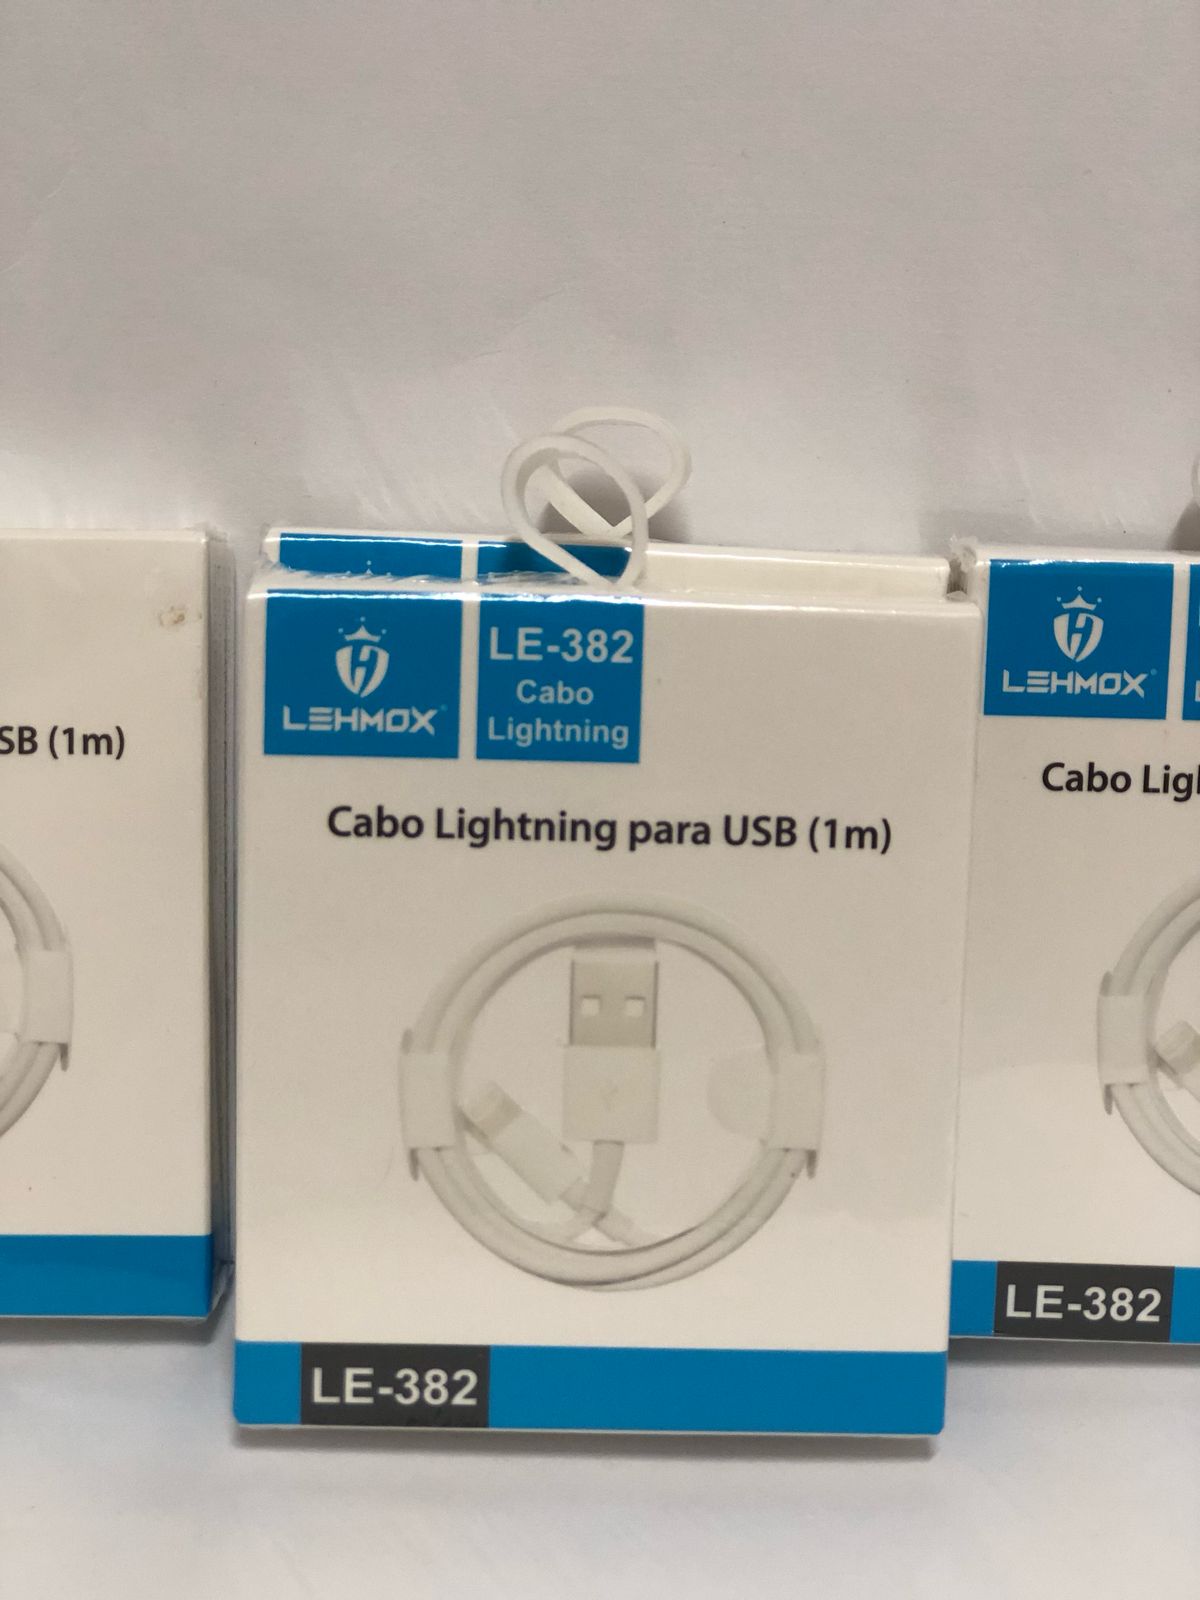 SB (1m)
LEHMOX
LE-382
Cabo
Lightning
Cabo Lightning para USB (1m)
LE-382
LEHMOX
Cabo Ligh
LE-382